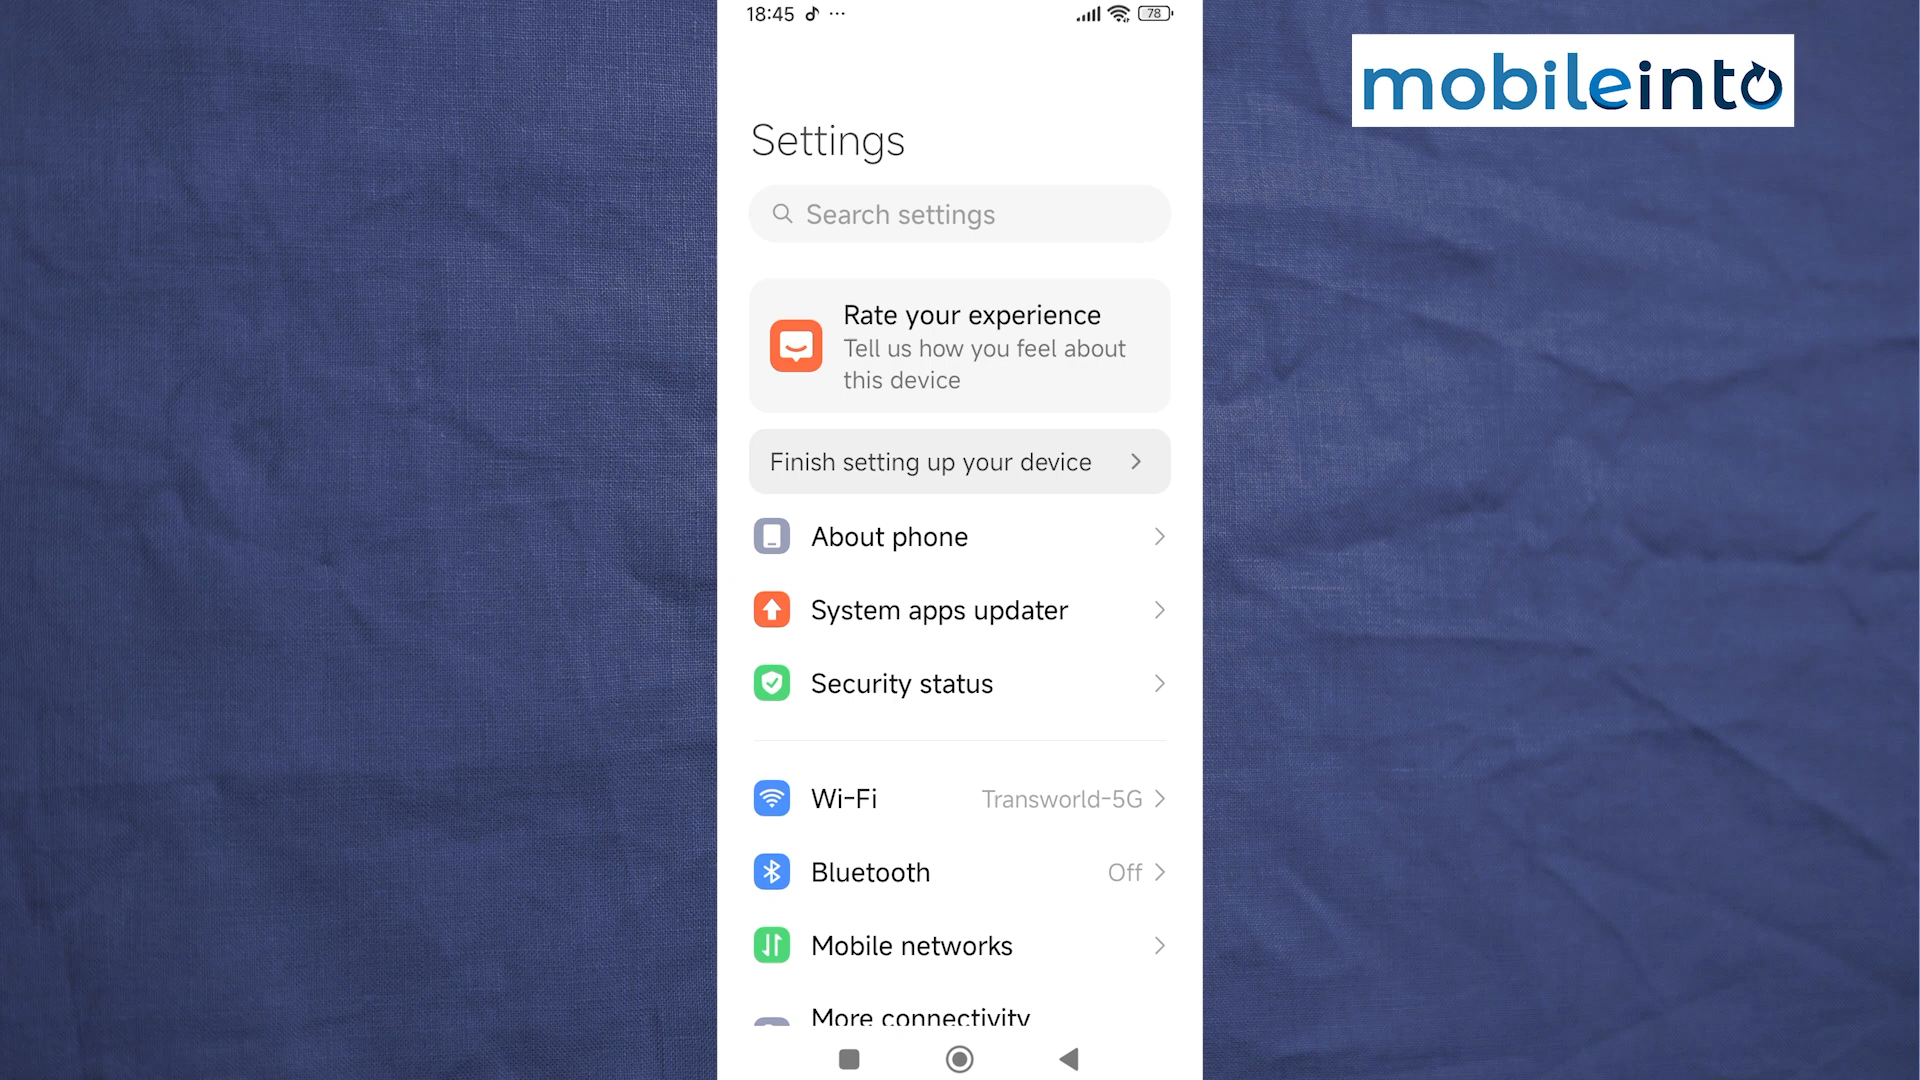 18:45
78
mobileinto
Settings
Search settings
Rate your experience
Tell us how you feel about
this device
Finish setting up your device
About phone
System apps updater
Security status
Wi-Fi Transworld-5G
Bluetooth Off
Mobile networks
More connectivity